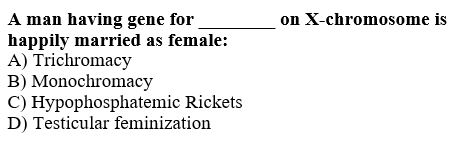 A man having gene for ________ on X-chromosome is
happily married as female:
A) Trichromacy
B) Monochromacy
C) Hypophosphatemic Rickets
D) Testicular feminization